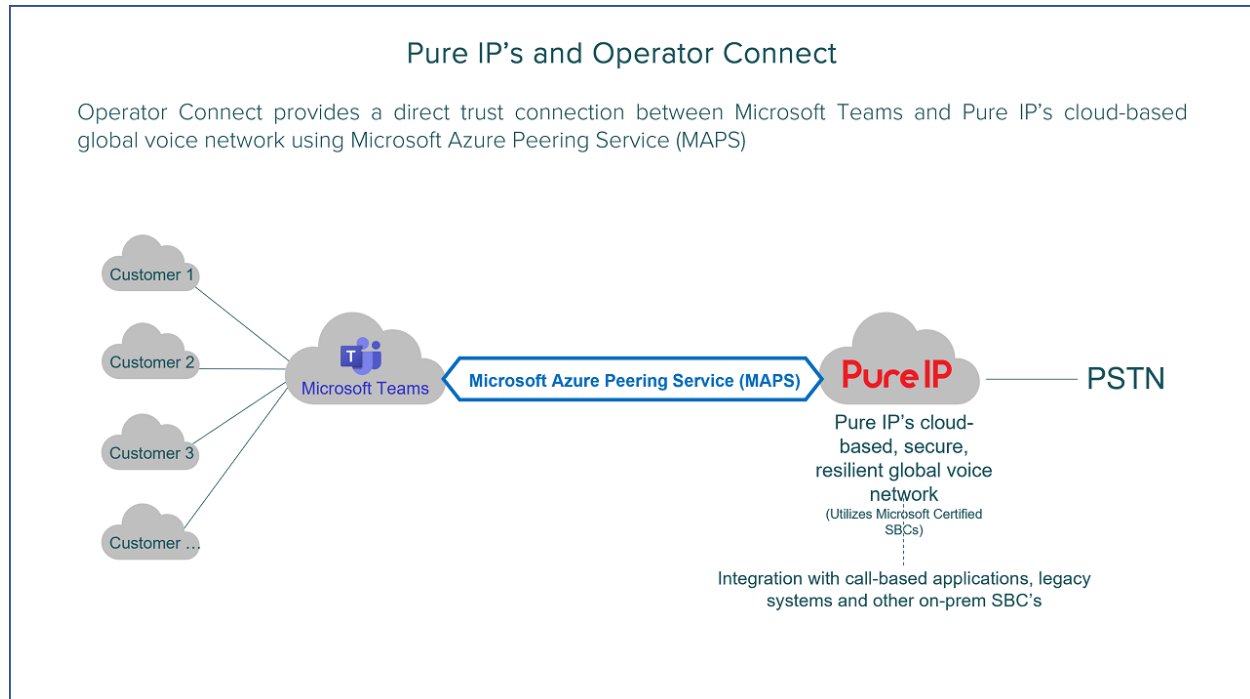 Pure IP's and Operator Connect
Operator Connect provides a direct trust connection between Microsoft Teams and Pure IP's cloud-based
global voice network using Microsoft Azure Peering Service (MAPS)
Customer 1
Customer 2
Customer 3
Customer ...
T
Microsoft Teams
Microsoft Azure Peering Service (MAPS)
Pure IP
PSTN
Pure IP's cloud-
based, secure,
resilient global voice
network
(Utilizes Microsoft Certified
SBCs)
Integration with call-based applications, legacy
systems and other on-prem SBC's